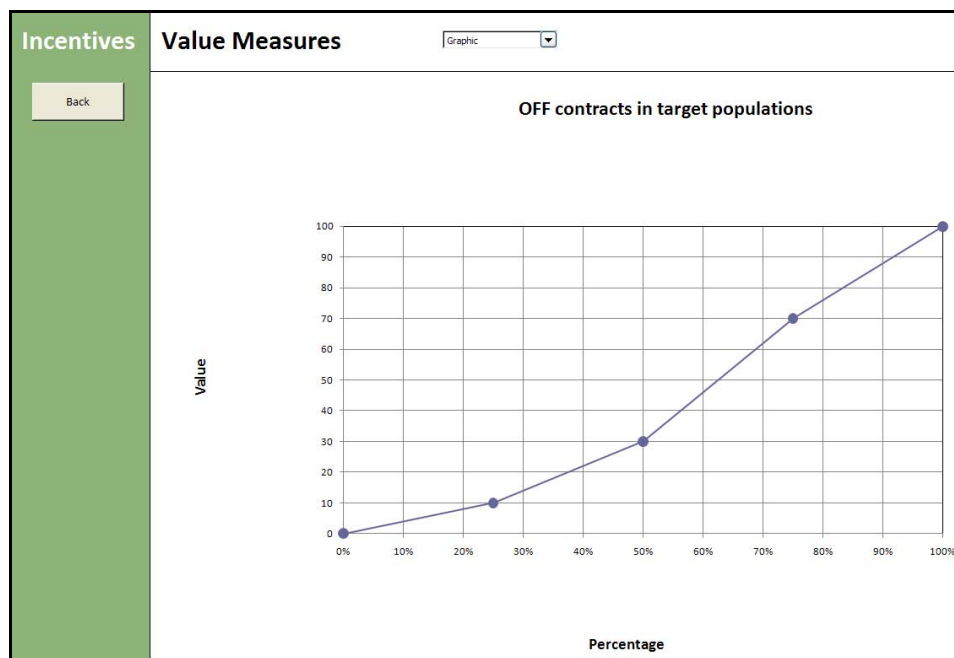 Incentives
Back
Value Measures
Graphic
OFF contracts in target populations
Value
100
90
80
70
60
50
40
30
20
10
0
0% 10% 20% 30% 40% 50% 60% 70% 80% 90% 100%
Percentage